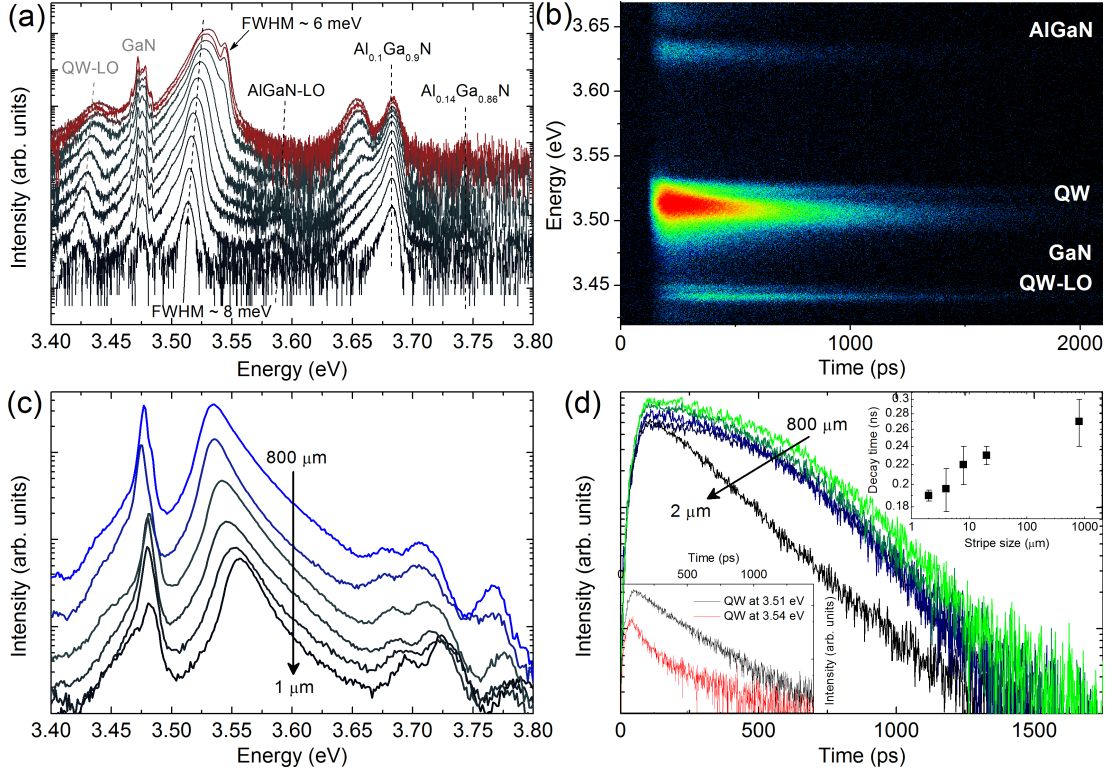 (a)
FWHM ~ 6 meV
GaN
QW-LO
Al0.1Ga0.9N
AlGaN-LO
Al0.14Ga0.86N
FWHM ~ 8 meV
Intensity (arb. units)
3.40 3.45 3.50 3.55 3.60 3.65 3.70 3.75 3.80
Energy (eV)
(b)
AlGaN
QW
GaN
QW-LO
Energy (eV)
3.65
3.55
3.50
3.45
0 500 1000 1500 2000
Time (ps)
(c)
800 μm
1 μm
Intensity (arb. units)
3.40 3.45 3.50 3.55 3.60 3.65 3.70 3.75 3.80
Energy (eV)
(d)
800 μm
2 μm
Intensity (arb. units)
0 500 1000 1500
Time (ps)
Decay time (ns)
0.3
0.28
0.26
0.24
0.22
0.2
0.18
1 10 100 1000
Stripe size (μm)
Time (ps)
0 500 1000
QW at 3.51 eV
QW at 3.54 eV
Intensity (arb. units)